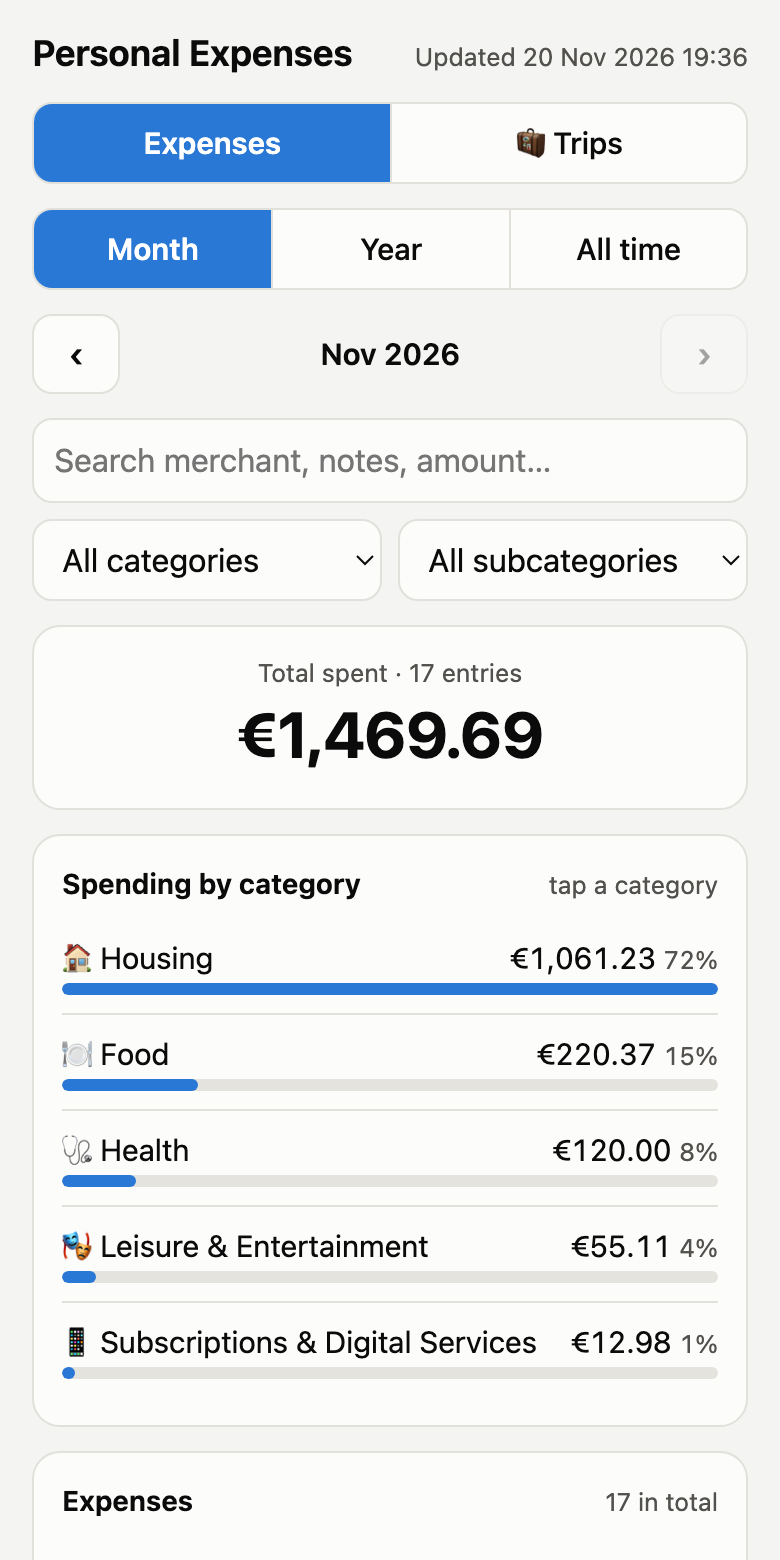 Personal Expenses Updated 20 Nov 2026 19:36
Expenses Trips
Month Year All time
‹ Nov 2026 ›
Search merchant, notes, amount...
All categories All subcategories
Total spent · 17 entries
€1,469.69
Spending by category tap a category
Housing €1,061.23 72%
Food €220.37 15%
Health €120.00 8%
Leisure & Entertainment €55.11 4%
Subscriptions & Digital Services €12.98 1%
Expenses 17 in total